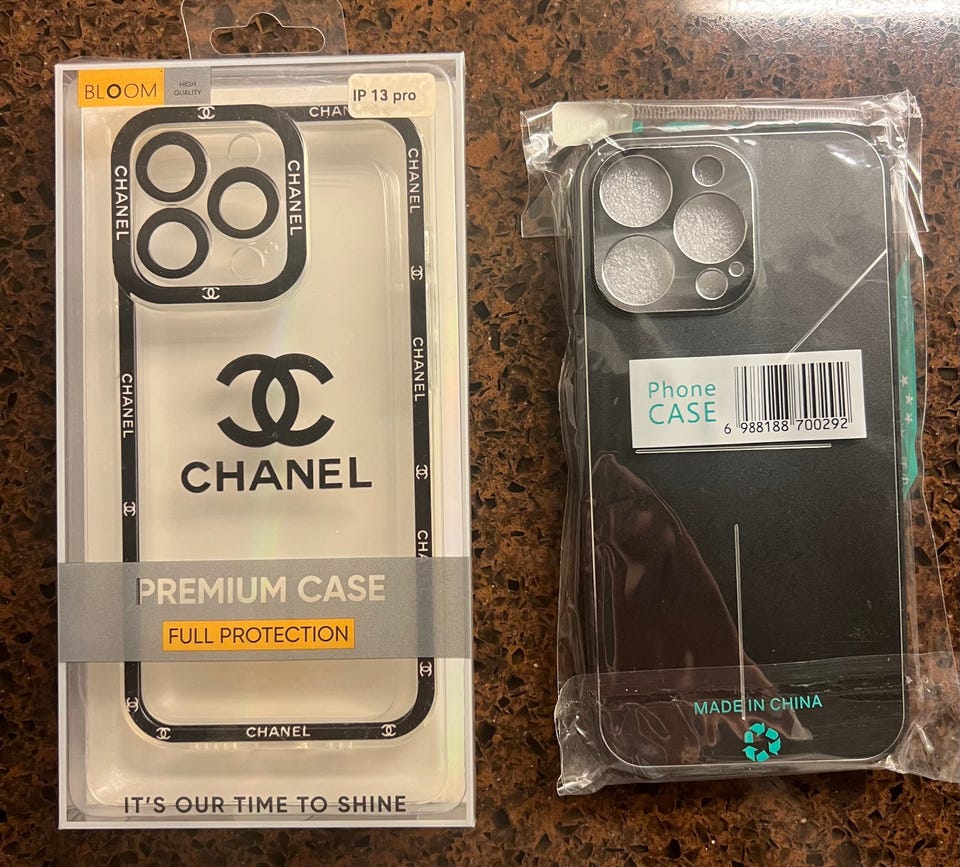 BLOOM
HIGH
QUALITY
IP 13 pro
CHANEL
CHANEL
CHANEL
CHANEL
CHANEL
CHANEL
CHANEL
PREMIUM CASE
FULL PROTECTION
CHANEL
IT'S OUR TIME TO SHINE
Phone
CASE
6 988188 700292
MADE IN CHINA